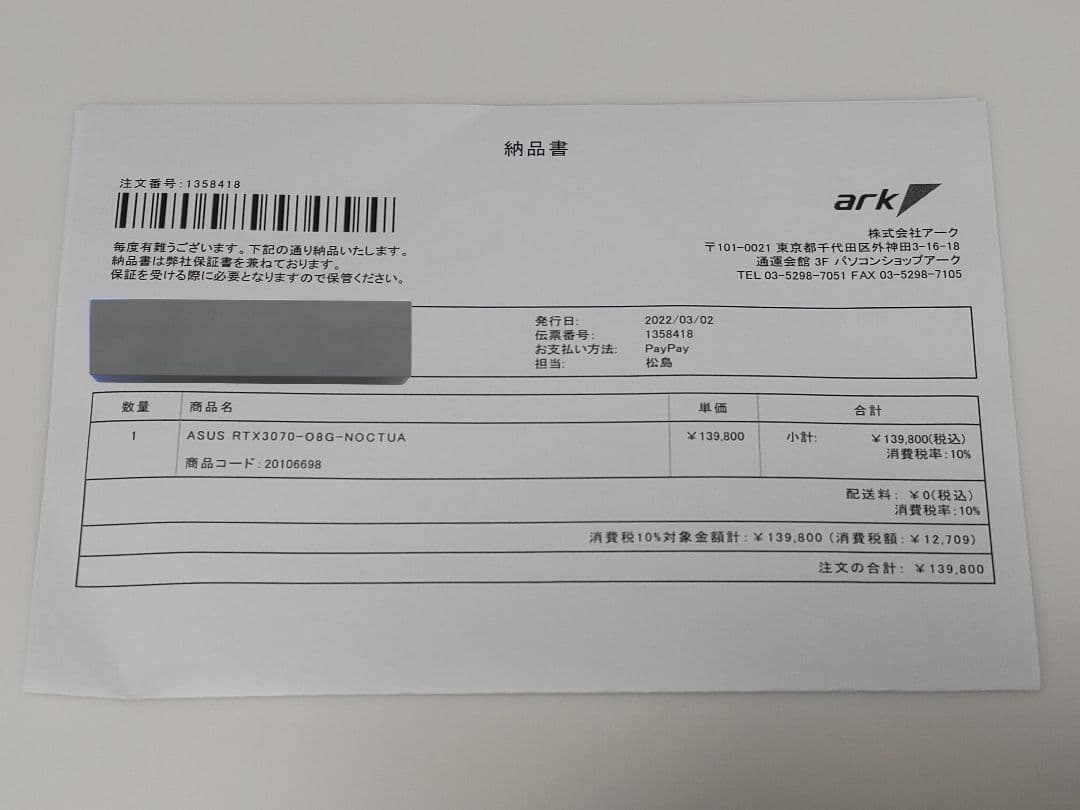 納品書
注文番号:1358418
毎度有難うございます。下記の通り納品いたします。
納品書は弊社保証書を兼ねております。
保証を受ける際に必要となりますので保管ください。
ark
株式会社アーク
〒101-0021 東京都千代田区外神田3-16-18
通運会館 3F パソコンショップアーク
TEL 03-5298-7051 FAX 03-5298-7105
発行日: 2022/03/02
伝票番号: 1358418
お支払い方法: PayPay
担当: 松島
数量 商品名 単価 合計
1 ASUS RTX3070-O8G-NOCTUA ¥139,800 小計: ¥139,800(税込)
消費税率:10%
商品コード:20106698
配送料: ¥0(税込)
消費税率:10%
消費税10%対象金額計:¥139,800 (消費税額:¥12,709)
注文の合計: ¥139,800